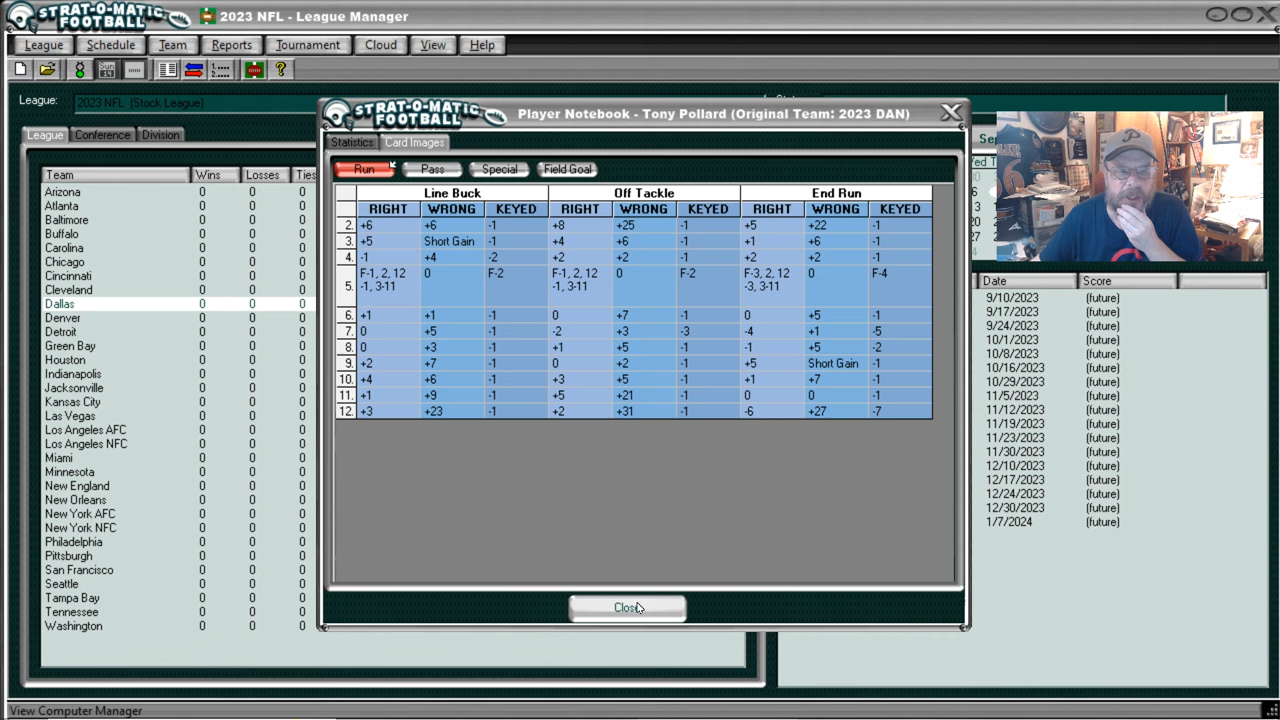 STRAT-O-MATIC FOOTBALL 2023 NFL - League Manager
League Schedule Team Reports Tournament Cloud View Help
League: 2023 NFL (Stock League)
League Conference Division
Team Wins Losses Ties
Arizona 0 0 0
Atlanta 0 0 0
Baltimore 0 0 0
Buffalo 0 0 0
Carolina 0 0 0
Chicago 0 0 0
Cincinnati 0 0 0
Cleveland 0 0 0
Dallas 0 0 0
Denver 0 0 0
Detroit 0 0 0
Green Bay 0 0 0
Houston 0 0 0
Indianapolis 0 0 0
Jacksonville 0 0 0
Kansas City 0 0 0
Las Vegas 0 0 0
Los Angeles AFC 0 0 0
Los Angeles NFC 0 0 0
Miami 0 0 0
Minnesota 0 0 0
New England 0 0 0
New Orleans 0 0 0
New York AFC 0 0 0
New York NFC 0 0 0
Philadelphia 0 0 0
Pittsburgh 0 0 0
San Francisco 0 0 0
Seattle 0 0 0
Tampa Bay 0 0 0
Tennessee 0 0 0
Washington 0 0 0
STRAT-O-MATIC FOOTBALL Player Notebook - Tony Pollard (Original Team: 2023 DAN)
Statistics Card Images
Run Pass Special Field Goal
Line Buck Off Tackle End Run
RIGHT WRONG KEYED RIGHT WRONG KEYED RIGHT WRONG KEYED
2. +6 +6 -1 +8 +25 -1 +5 +22 -1
3. +5 Short Gain -1 +4 +6 -1 +1 +6 -1
4. -1 +4 -2 +2 +2 -1 +2 +2 -1
5. F-1, 2, 12 0 F-2 F-1, 2, 12 0 F-2 F-3, 2, 12 0 F-4
-1, 3-11 -1, 3-11 -3, 3-11
6. +1 +1 -1 0 +7 -1 0 +5 -1
7. 0 +5 -1 -2 +3 -3 -4 +1 -5
8. 0 +3 -1 +1 +5 -1 -1 +5 -2
9. +2 +7 -1 0 +2 -1 +5 Short Gain -1
10. +4 +6 -1 +3 +5 -1 +1 +7 -1
11. +1 +9 -1 +5 +21 -1 0 0 -1
12. +3 +23 -1 +2 +31 -1 -6 +27 -7
Date Score
9/10/2023 (future)
9/17/2023 (future)
9/24/2023 (future)
10/1/2023 (future)
10/8/2023 (future)
10/16/2023 (future)
10/29/2023 (future)
11/5/2023 (future)
11/12/2023 (future)
11/19/2023 (future)
11/23/2023 (future)
11/30/2023 (future)
12/10/2023 (future)
12/17/2023 (future)
12/24/2023 (future)
12/30/2023 (future)
1/7/2024 (future)
Close
View Computer Manager